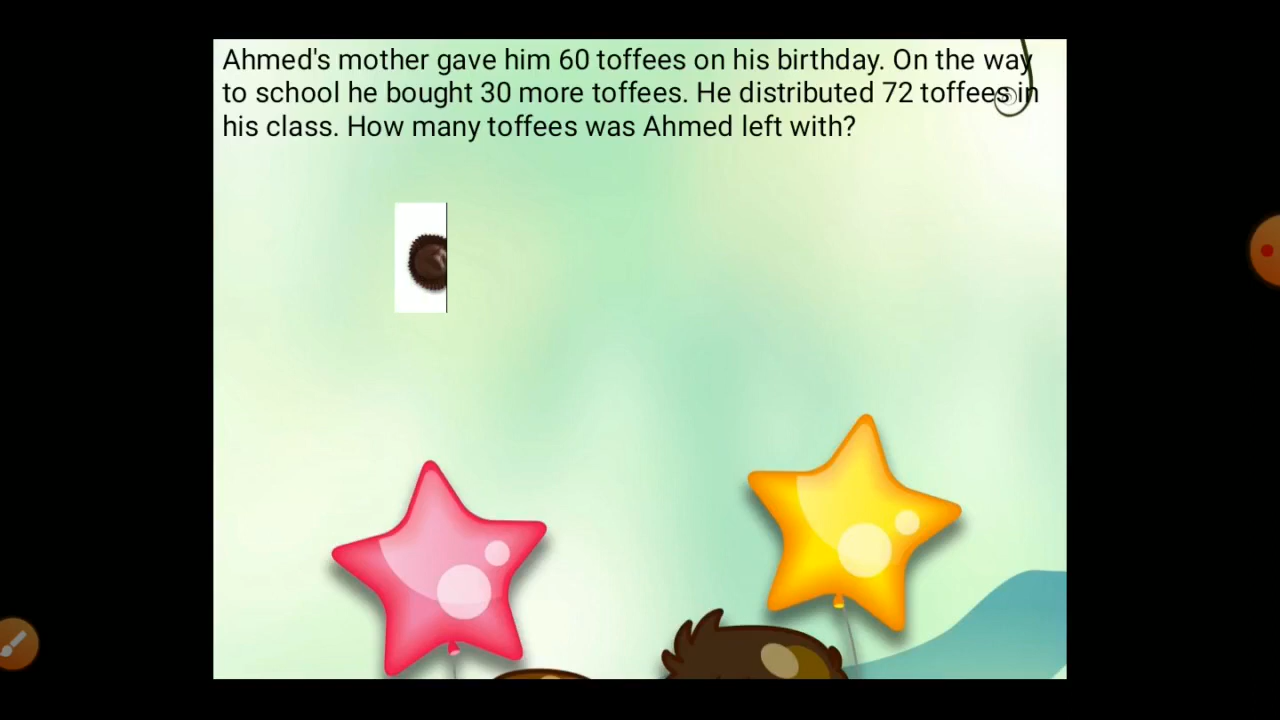 Ahmed's mother gave him 60 toffees on his birthday. On the way
to school he bought 30 more toffees. He distributed 72 toffees in
his class. How many toffees was Ahmed left with?